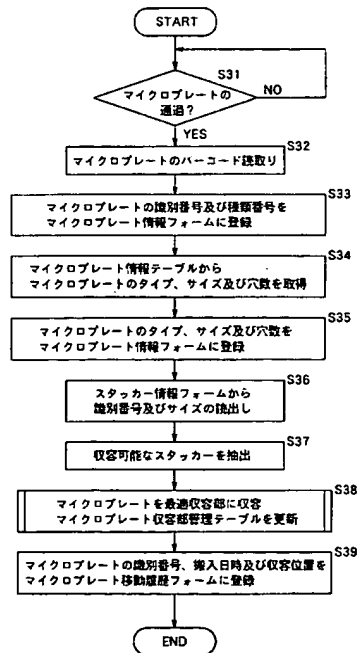 START
S31
マイクロプレートの
通過?
NO
YES
S32
マイクロプレートのバーコード読取り
S33
マイクロプレートの識別番号及び種類番号を
マイクロプレート情報フォームに登録
S34
マイクロプレート情報テーブルから
マイクロプレートのタイプ、サイズ及び穴数を取得
S35
マイクロプレートのタイプ、サイズ及び穴数を
マイクロプレート情報フォームに登録
S36
スタッカー情報フォームから
識別番号及びサイズの読出し
S37
収容可能なスタッカーを抽出
S38
マイクロプレートを最適収容部に収容
マイクロプレート収容部管理テーブルを更新
S39
マイクロプレートの識別番号、搬入日時及び収容位置を
マイクロプレート移動履歴フォームに登録
END